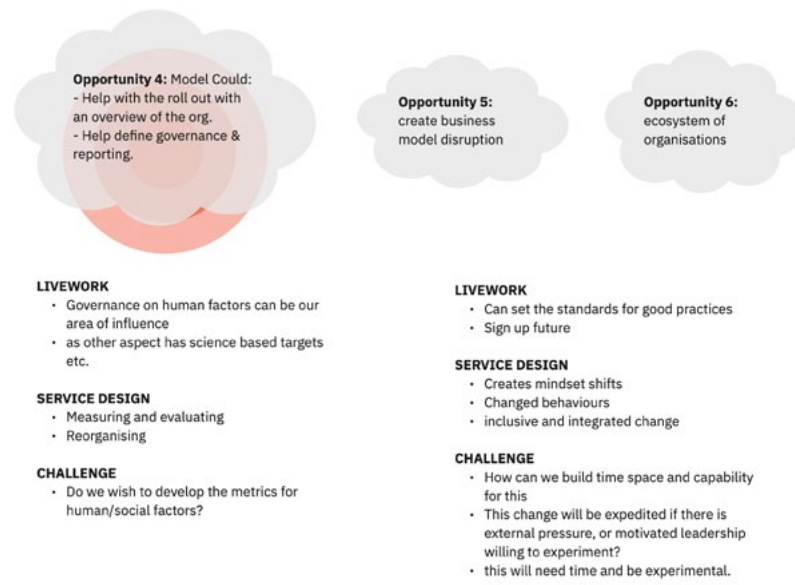 Opportunity 4: Model Could:
- Help with the roll out with
an overview of the org.
- Help define governance &
reporting.
Opportunity 5:
create business
model disruption
Opportunity 6:
ecosystem of
organisations
LIVEWORK
• Governance on human factors can be our
area of influence
• as other aspect has science based targets
etc.
SERVICE DESIGN
• Measuring and evaluating
• Reorganising
CHALLENGE
• Do we wish to develop the metrics for
human/social factors?
LIVEWORK
• Can set the standards for good practices
• Sign up future
SERVICE DESIGN
• Creates mindset shifts
• Changed behaviours
• inclusive and integrated change
CHALLENGE
• How can we build time space and capability
for this
• This change will be expedited if there is
external pressure, or motivated leadership
willing to experiment?
• this will need time and be experimental.